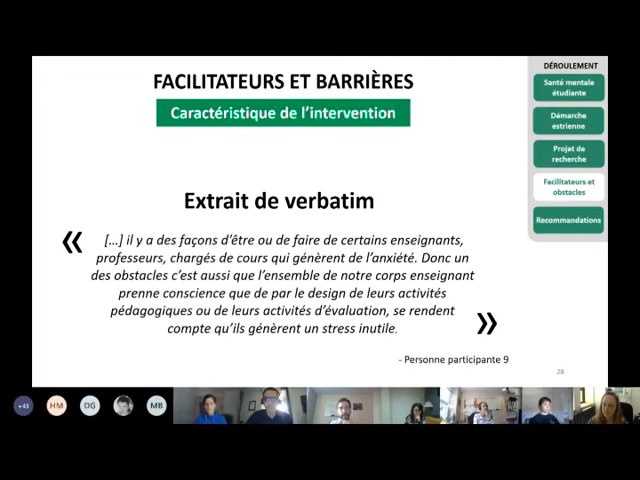 FACILITATEURS ET BARRIÈRES
Caractéristique de l'intervention
Extrait de verbatim
« [...] il y a des façons d'être ou de faire de certains enseignants,
professeurs, chargés de cours qui génèrent de l'anxiété. Donc un
des obstacles c'est aussi que l'ensemble de notre corps enseignant
prenne conscience que de par le design de leurs activités
pédagogiques ou de leurs activités d'évaluation, se rendent
compte qu'ils génèrent un stress inutile. »
- Personne participante 9
28
DÉROULEMENT
Santé mentale
étudiante
Démarche
estrienne
Projet de
recherche
Facilitateurs et
obstacles
Recommandations
+43
HM
DG
MB